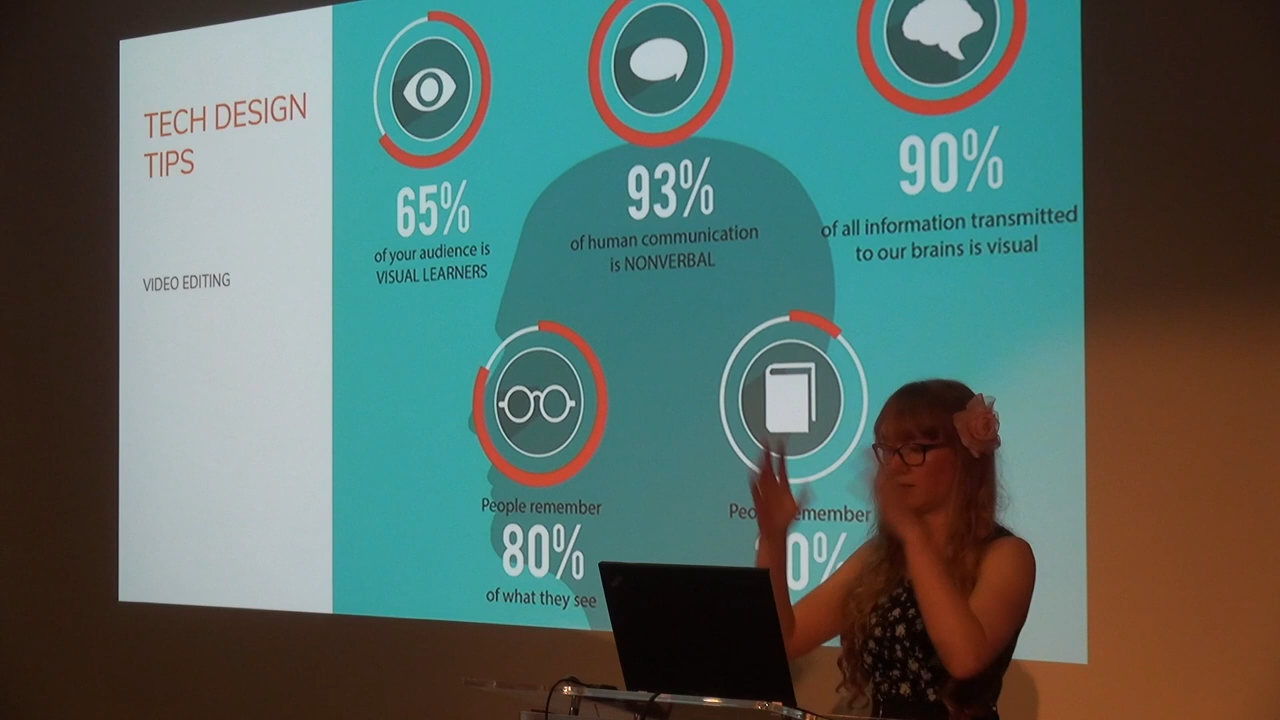 TECH DESIGN
TIPS
VIDEO EDITING
65%
of your audience is
VISUAL LEARNERS
93%
of human communication
is NONVERBAL
90%
of all information transmitted
to our brains is visual
People remember
80%
of what they see